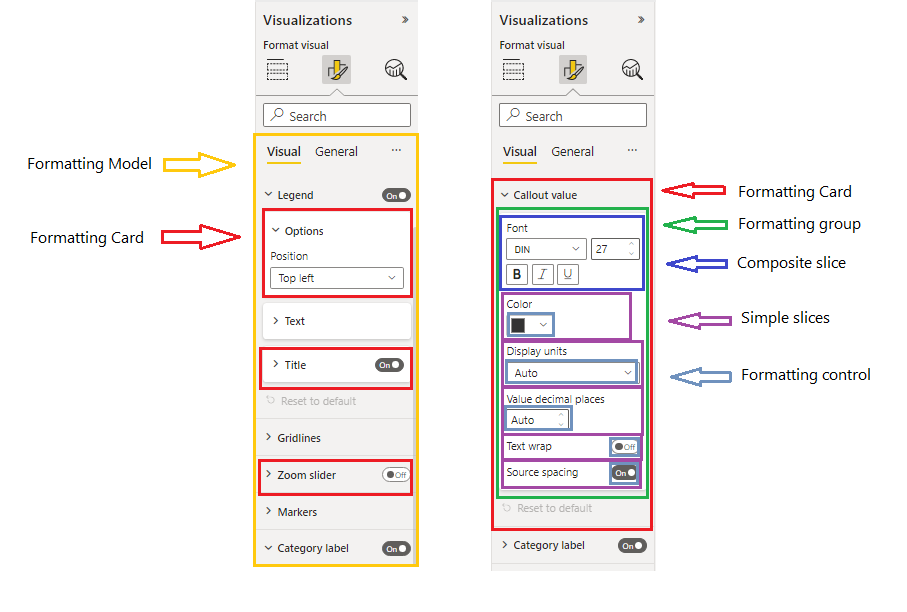 Visualizations »
Format visual
Search
Visual General ...
Legend On
Options
Position
Top left
Text
Title On
Reset to default
Gridlines
Zoom slider Off
Markers
Category label On
Formatting Model
Formatting Card
Visualizations »
Format visual
Search
Visual General ...
Callout value
Font
DIN 27
B I U
Color
Display units
Auto
Value decimal places
Auto
Text wrap Off
Source spacing On
Reset to default
Category label On
Formatting Card
Formatting group
Composite slice
Simple slices
Formatting control